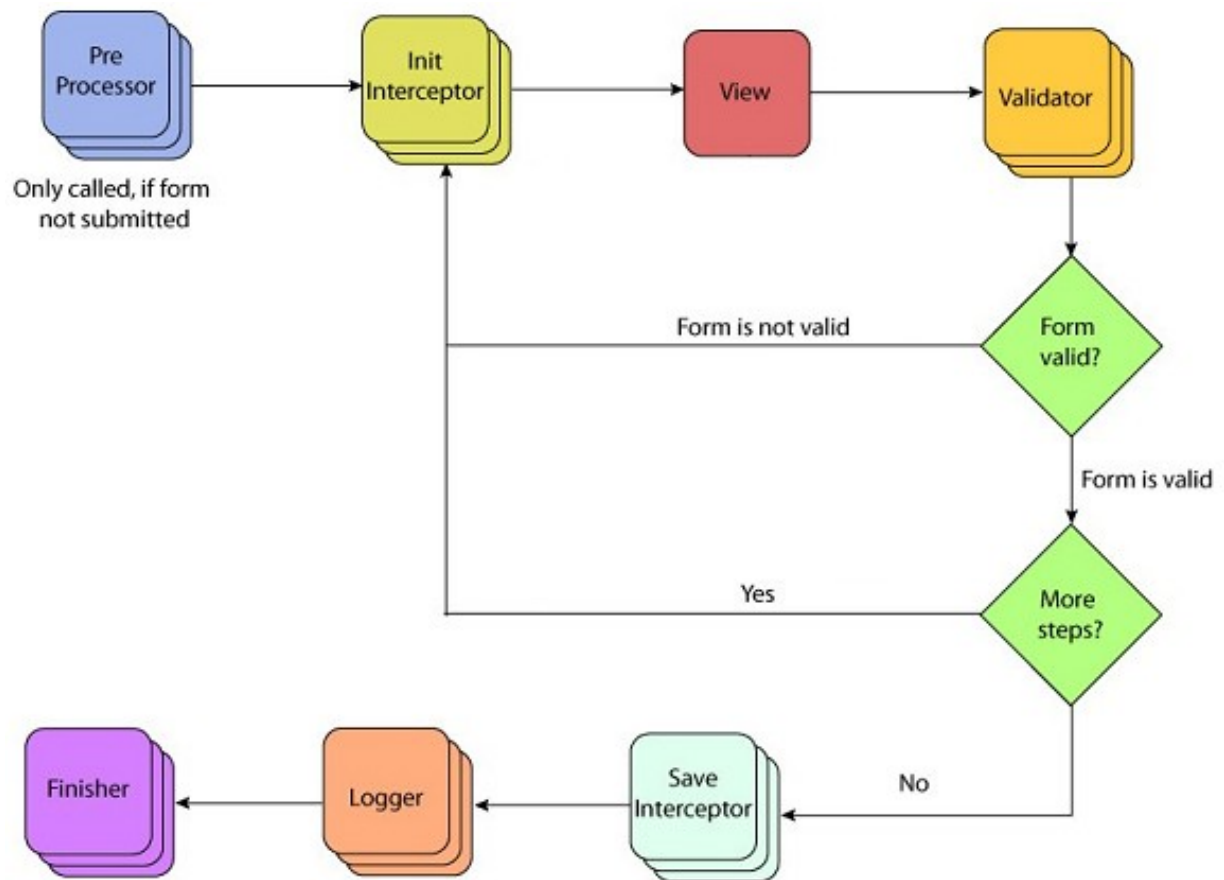 Pre
Processor
Init
Interceptor
View
Validator
Only called, if form
not submitted
Form is not valid
Form
valid?
Form is valid
Yes
More
steps?
Finisher
Logger
Save
Interceptor
No